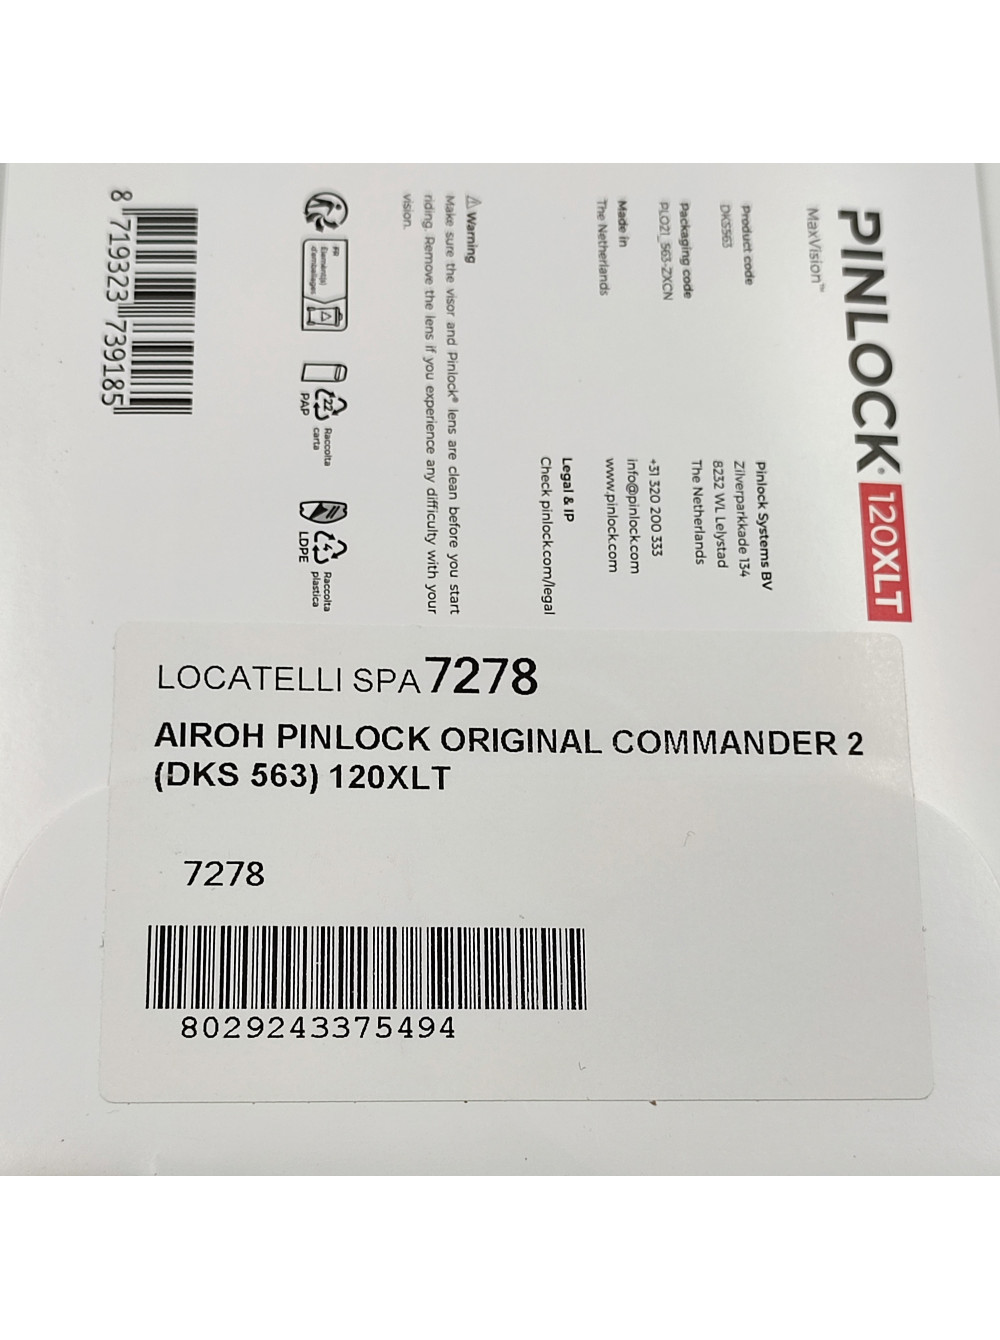 PINLOCK® 120XLT
MaxVision™
Product code
DKS563
Packaging code
PLO21_563-ZXCN
Made in
The Netherlands
Pinlock Systems BV
Zilverparkkade 134
8232 WL Lelystad
The Netherlands
+31 320 200 333
info@pinlock.com
www.pinlock.com
Legal & IP
Check pinlock.com/legal
⚠ Warning
Make sure the visor and Pinlock® lens are clean before you start
riding. Remove the lens if you experience any difficulty with your
vision.
FR
Élément(s)
d'emballages
22
PAP
Raccolta
carta
4
LDPE
Raccolta
plastica
8 719323 739185
LOCATELLI SPA 7278
AIROH PINLOCK ORIGINAL COMMANDER 2
(DKS 563) 120XLT
7278
8029243375494